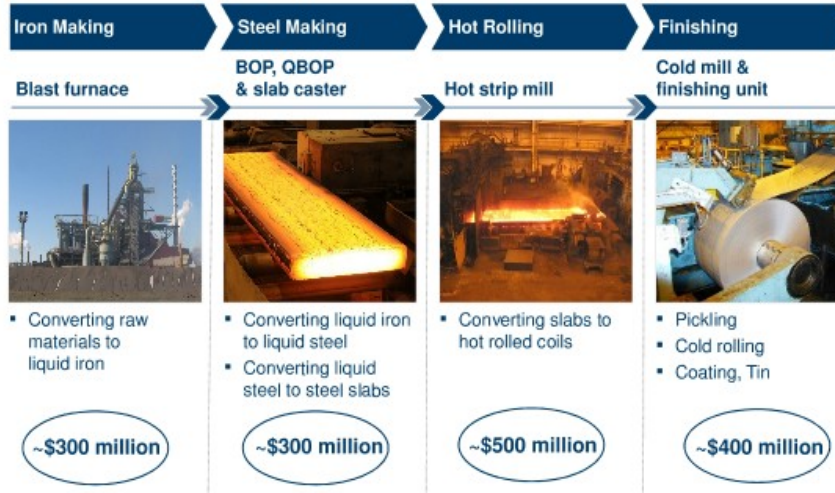 Iron Making
Steel Making
Hot Rolling
Finishing
Blast furnace
BOP, QBOP
& slab caster
Hot strip mill
Cold mill &
finishing unit
▪ Converting raw
materials to
liquid iron
▪ Converting liquid iron
to liquid steel
▪ Converting liquid
steel to steel slabs
▪ Converting slabs to
hot rolled coils
▪ Pickling
▪ Cold rolling
▪ Coating, Tin
~$300 million
~$300 million
~$500 million
~$400 million